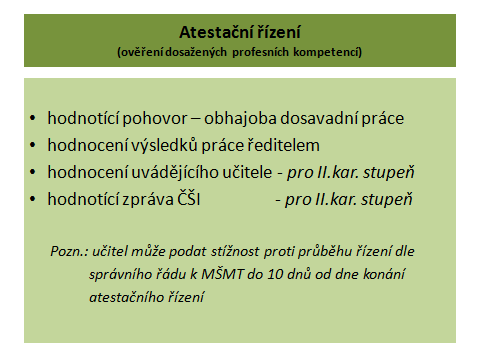 Atestační řízení
(ověření dosažených profesních kompetencí)
• hodnotící pohovor – obhajoba dosavadní práce
• hodnocení výsledků práce ředitelem
• hodnocení uvádějícího učitele - pro II.kar. stupeň
• hodnotící zpráva ČŠI - pro II.kar. stupeň
Pozn.: učitel může podat stížnost proti průběhu řízení dle
správního řádu k MŠMT do 10 dnů od dne konání
atestačního řízení